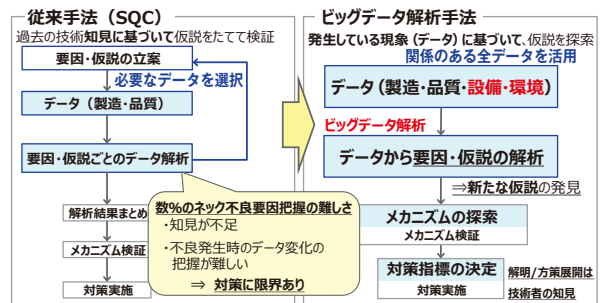 従来手法（SQC）
過去の技術知見に基づいて仮説をたてて検証
要因・仮説の立案
必要なデータを選択
データ（製造・品質）
要因・仮説ごとのデータ解析
数%のネック不良要因把握の難しさ
・知見が不足
・不良発生時のデータ変化の
把握が難しい
⇒ 対策に限界あり
解析結果まとめ
メカニズム検証
対策実施
ビッグデータ解析手法
発生している現象（データ）に基づいて、仮説を探索
関係のある全データを活用
データ（製造・品質・設備・環境）
ビッグデータ解析
データから要因・仮説の解析
⇒新たな仮説の発見
メカニズムの探索
メカニズム検証
対策指標の決定
対策実施
解明/方策展開は
技術者の知見